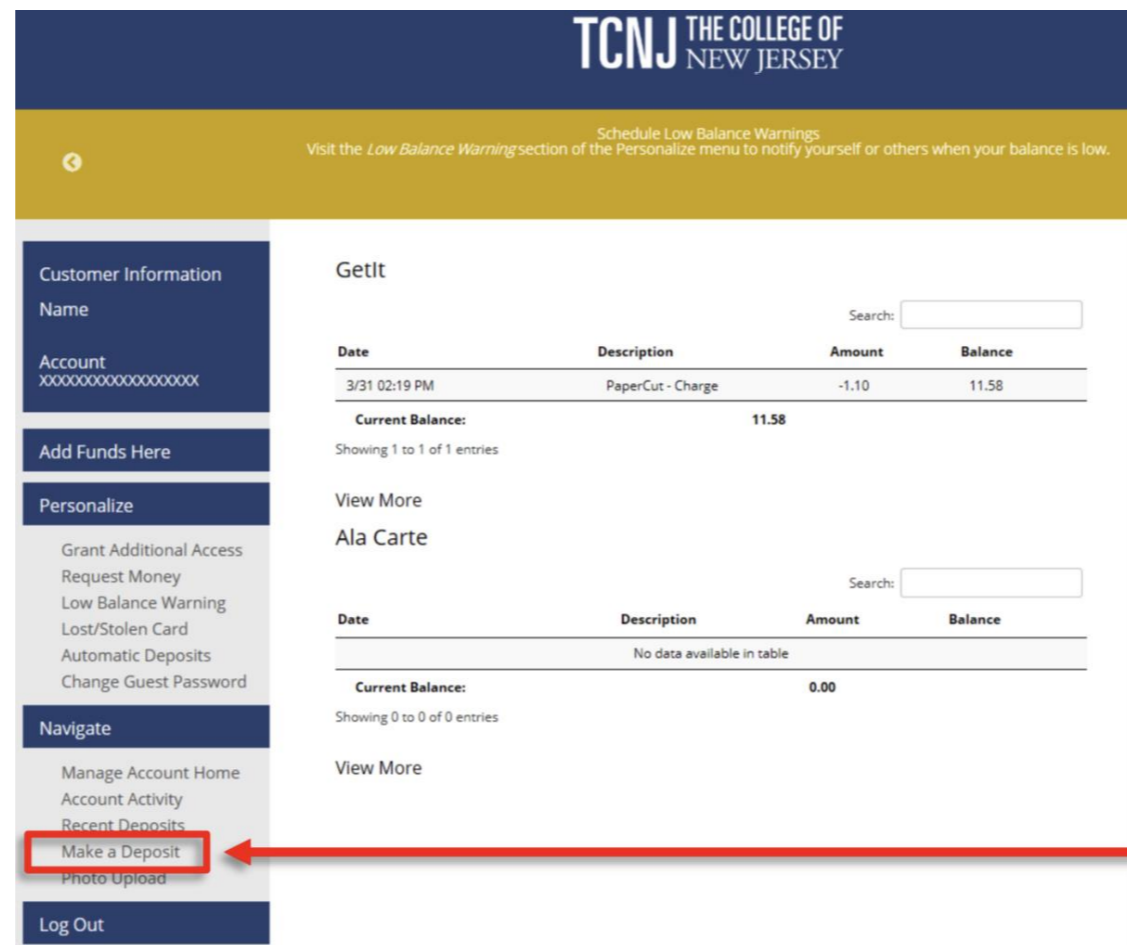 TCNJ THE COLLEGE OF
NEW JERSEY
Schedule Low Balance Warnings
Visit the Low Balance Warning section of the Personalize menu to notify yourself or others when your balance is low.
Customer Information
Name
Account
XXXXXXXXXXXXXXXXXXX
Add Funds Here
Personalize
Grant Additional Access
Request Money
Low Balance Warning
Lost/Stolen Card
Automatic Deposits
Change Guest Password
Navigate
Manage Account Home
Account Activity
Recent Deposits
Make a Deposit
Photo Upload
Log Out
GetIt
Search:
Date Description Amount Balance
3/31 02:19 PM PaperCut - Charge -1.10 11.58
Current Balance: 11.58
Showing 1 to 1 of 1 entries
View More
Ala Carte
Search:
Date Description Amount Balance
No data available in table
Current Balance: 0.00
Showing 0 to 0 of 0 entries
View More